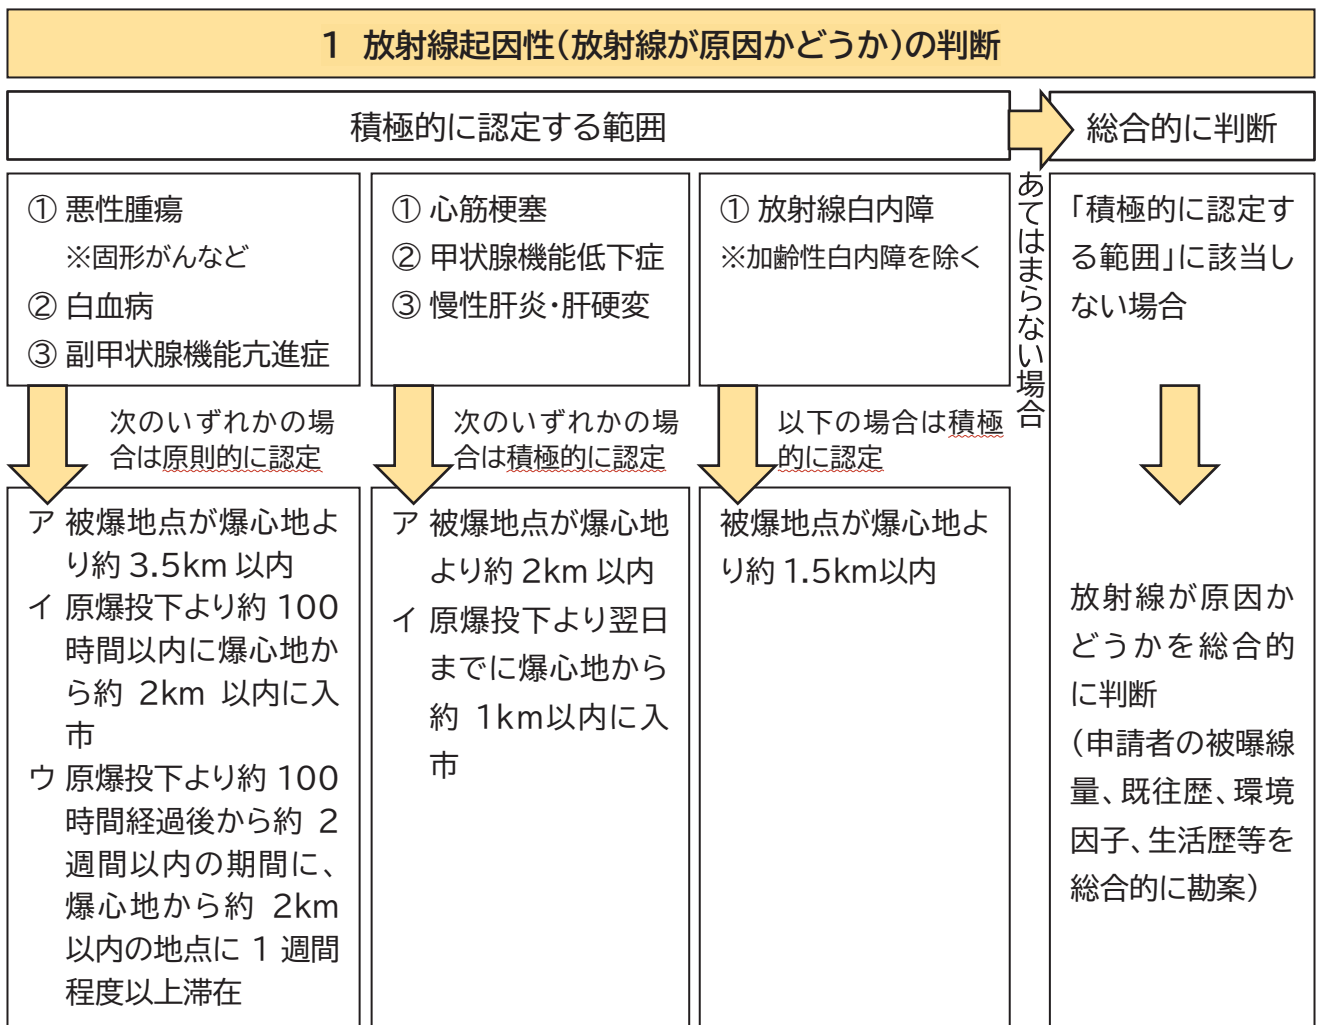 1 放射線起因性(放射線が原因かどうか)の判断
積極的に認定する範囲
総合的に判断
あてはまらない場合
① 悪性腫瘍
※固形がんなど
② 白血病
③ 副甲状腺機能亢進症
次のいずれかの場
合は原則的に認定
ア 被爆地点が爆心地よ
り約 3.5km 以内
イ 原爆投下より約 100
時間以内に爆心地か
ら約 2km 以内に入
市
ウ 原爆投下より約 100
時間経過後から約 2
週間以内の期間に、
爆心地から約 2km
以内の地点に 1 週間
程度以上滞在
① 心筋梗塞
② 甲状腺機能低下症
③ 慢性肝炎・肝硬変
次のいずれかの場
合は積極的に認定
ア 被爆地点が爆心地
より約 2km 以内
イ 原爆投下より翌日
までに爆心地から
約 1km以内に入
市
① 放射線白内障
※加齢性白内障を除く
以下の場合は積極
的に認定
被爆地点が爆心地よ
り約 1.5km以内
「積極的に認定す
る範囲」に該当し
ない場合
放射線が原因か
どうかを総合的
に判断
(申請者の被曝線
量、既往歴、環境
因子、生活歴等を
総合的に勘案)